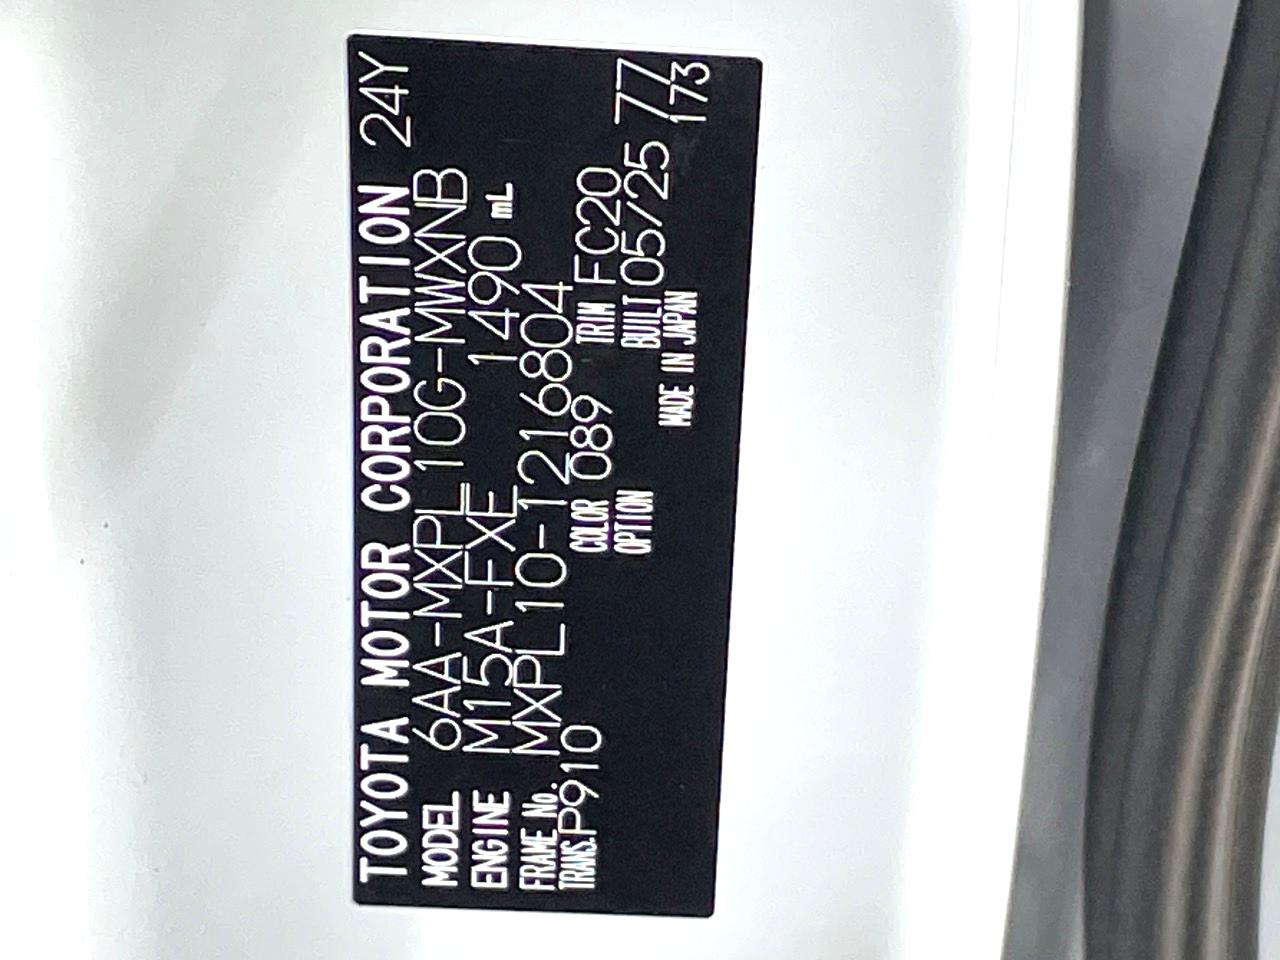 TOYOTA MOTOR CORPORATION 24Y
MODEL 6AA-MXPL10G-MWXNB
ENGINE M15A-FXE 1490 mL
FRAME No. MXPL10-1216804
TRANS. P910 COLOR 089 TRIM FC20
OPTION BUILT 05/25 77
MADE IN JAPAN 173